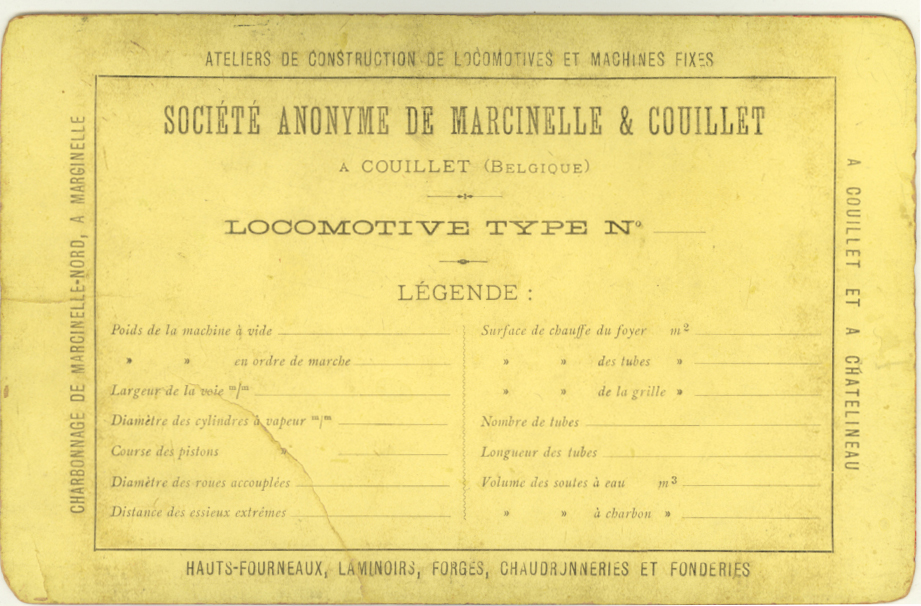 ATELIERS DE CONSTRUCTION DE LOCOMOTIVES ET MACHINES FIXES
CHARBONNAGE DE MARCINELLE-NORD, A MARCINELLE
SOCIÉTÉ ANONYME DE MARCINELLE & COUILLET
A COUILLET (BELGIQUE)
LOCOMOTIVE TYPE Nº
LÉGENDE :
Poids de la machine à vide
» » en ordre de marche
Largeur de la voie m/m
Diamètre des cylindres à vapeur m/m
Course des pistons »
Diamètre des roues accouplées
Distance des essieux extrêmes
Surface de chauffe du foyer m²
» » des tubes »
» » de la grille »
Nombre de tubes
Longueur des tubes
Volume des soutes à eau m³
» » à charbon »
A COUILLET ET A CHATELINEAU
HAUTS-FOURNEAUX, LAMINOIRS, FORGES, CHAUDRONNERIES ET FONDERIES